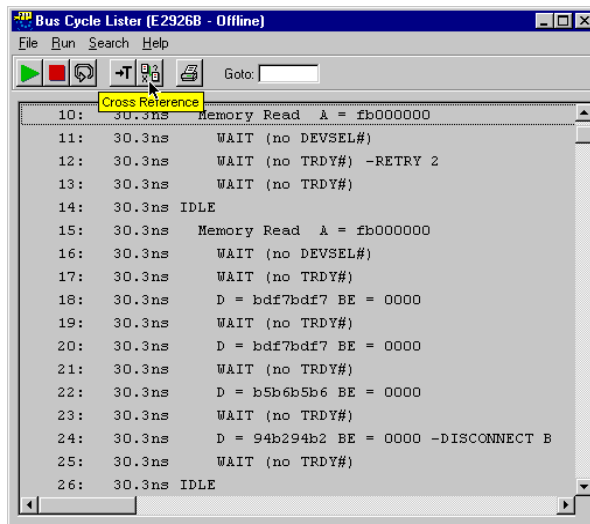 Bus Cycle Lister (E2926B - Offline)
File Run Search Help
→T Goto:
Cross Reference
10: 30.3ns Memory Read A = fb000000
11: 30.3ns WAIT (no DEVSEL#)
12: 30.3ns WAIT (no TRDY#) -RETRY 2
13: 30.3ns WAIT (no TRDY#)
14: 30.3ns IDLE
15: 30.3ns Memory Read A = fb000000
16: 30.3ns WAIT (no DEVSEL#)
17: 30.3ns WAIT (no TRDY#)
18: 30.3ns D = bdf7bdf7 BE = 0000
19: 30.3ns WAIT (no TRDY#)
20: 30.3ns D = bdf7bdf7 BE = 0000
21: 30.3ns WAIT (no TRDY#)
22: 30.3ns D = b5b6b5b6 BE = 0000
23: 30.3ns WAIT (no TRDY#)
24: 30.3ns D = 94b294b2 BE = 0000 -DISCONNECT B
25: 30.3ns WAIT (no TRDY#)
26: 30.3ns IDLE